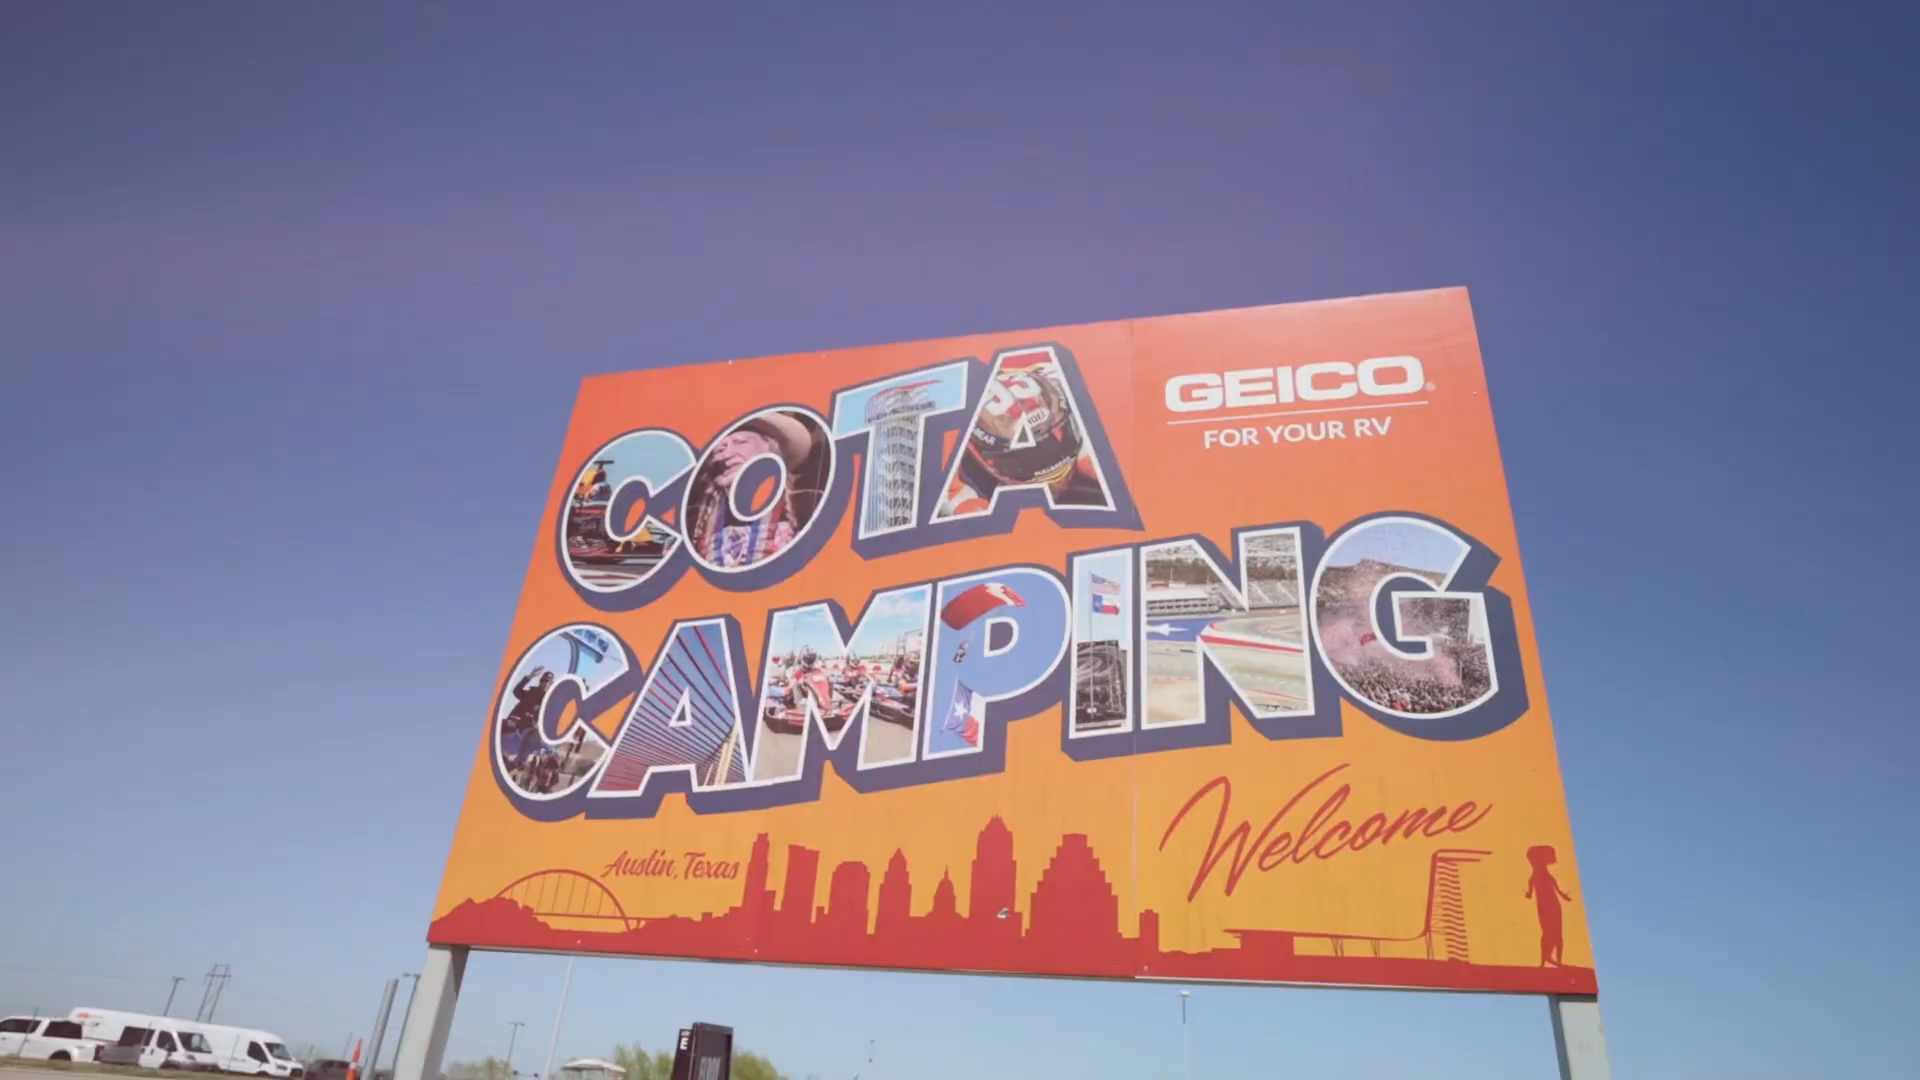 COTA
GEICO
FOR YOUR RV
CAMPING
Welcome
Austin, Texas
E